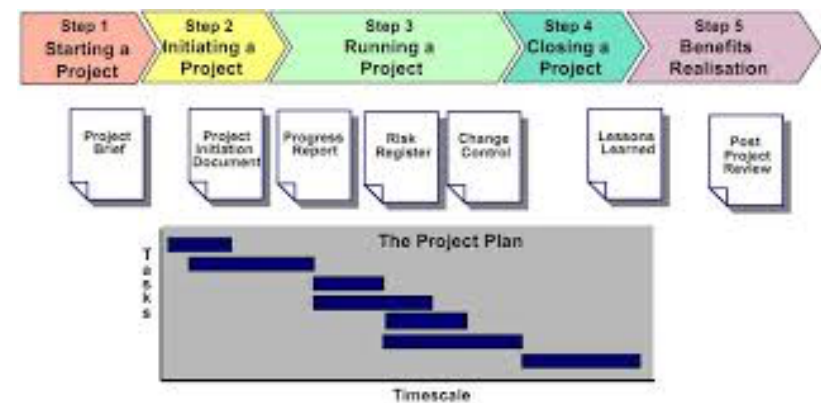 Step 1
Starting a
Project
Step 2
Initiating a
Project
Step 3
Running a
Project
Step 4
Closing a
Project
Step 5
Benefits
Realisation
Project
Brief
Project
Initiation
Document
Progress
Report
Risk
Register
Change
Control
Lessons
Learned
Post
Project
Review
The Project Plan
Tasks
Timescale